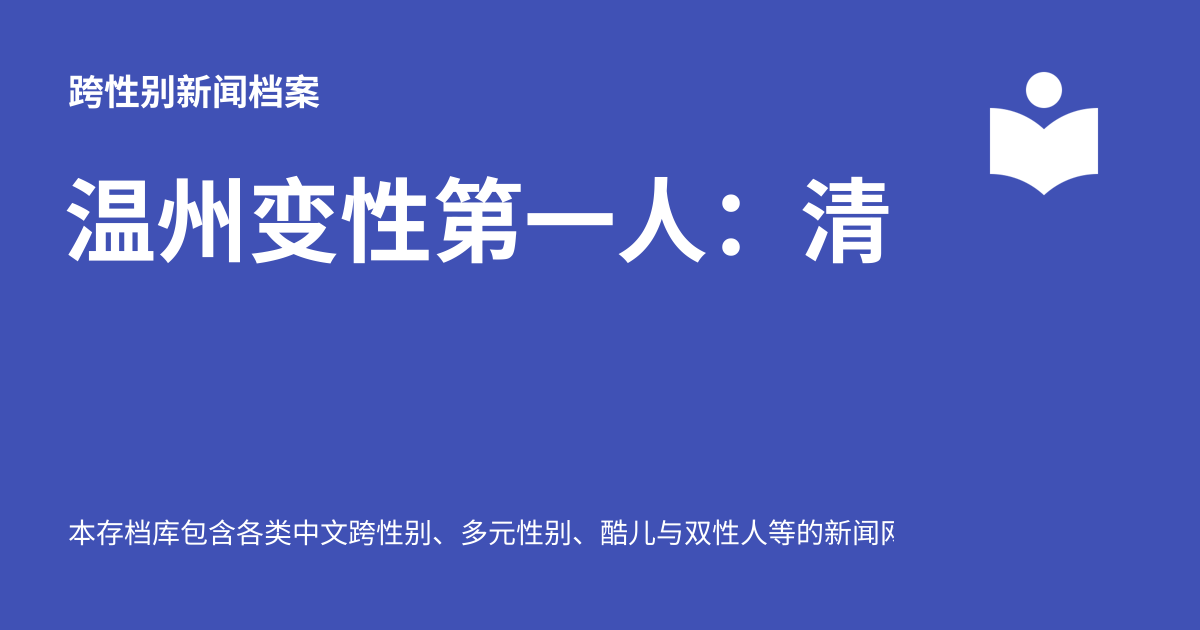 跨性别新闻档案
温州变性第一人：清
本存档库包含各类中文跨性别、多元性别、酷儿与双性人等的新闻